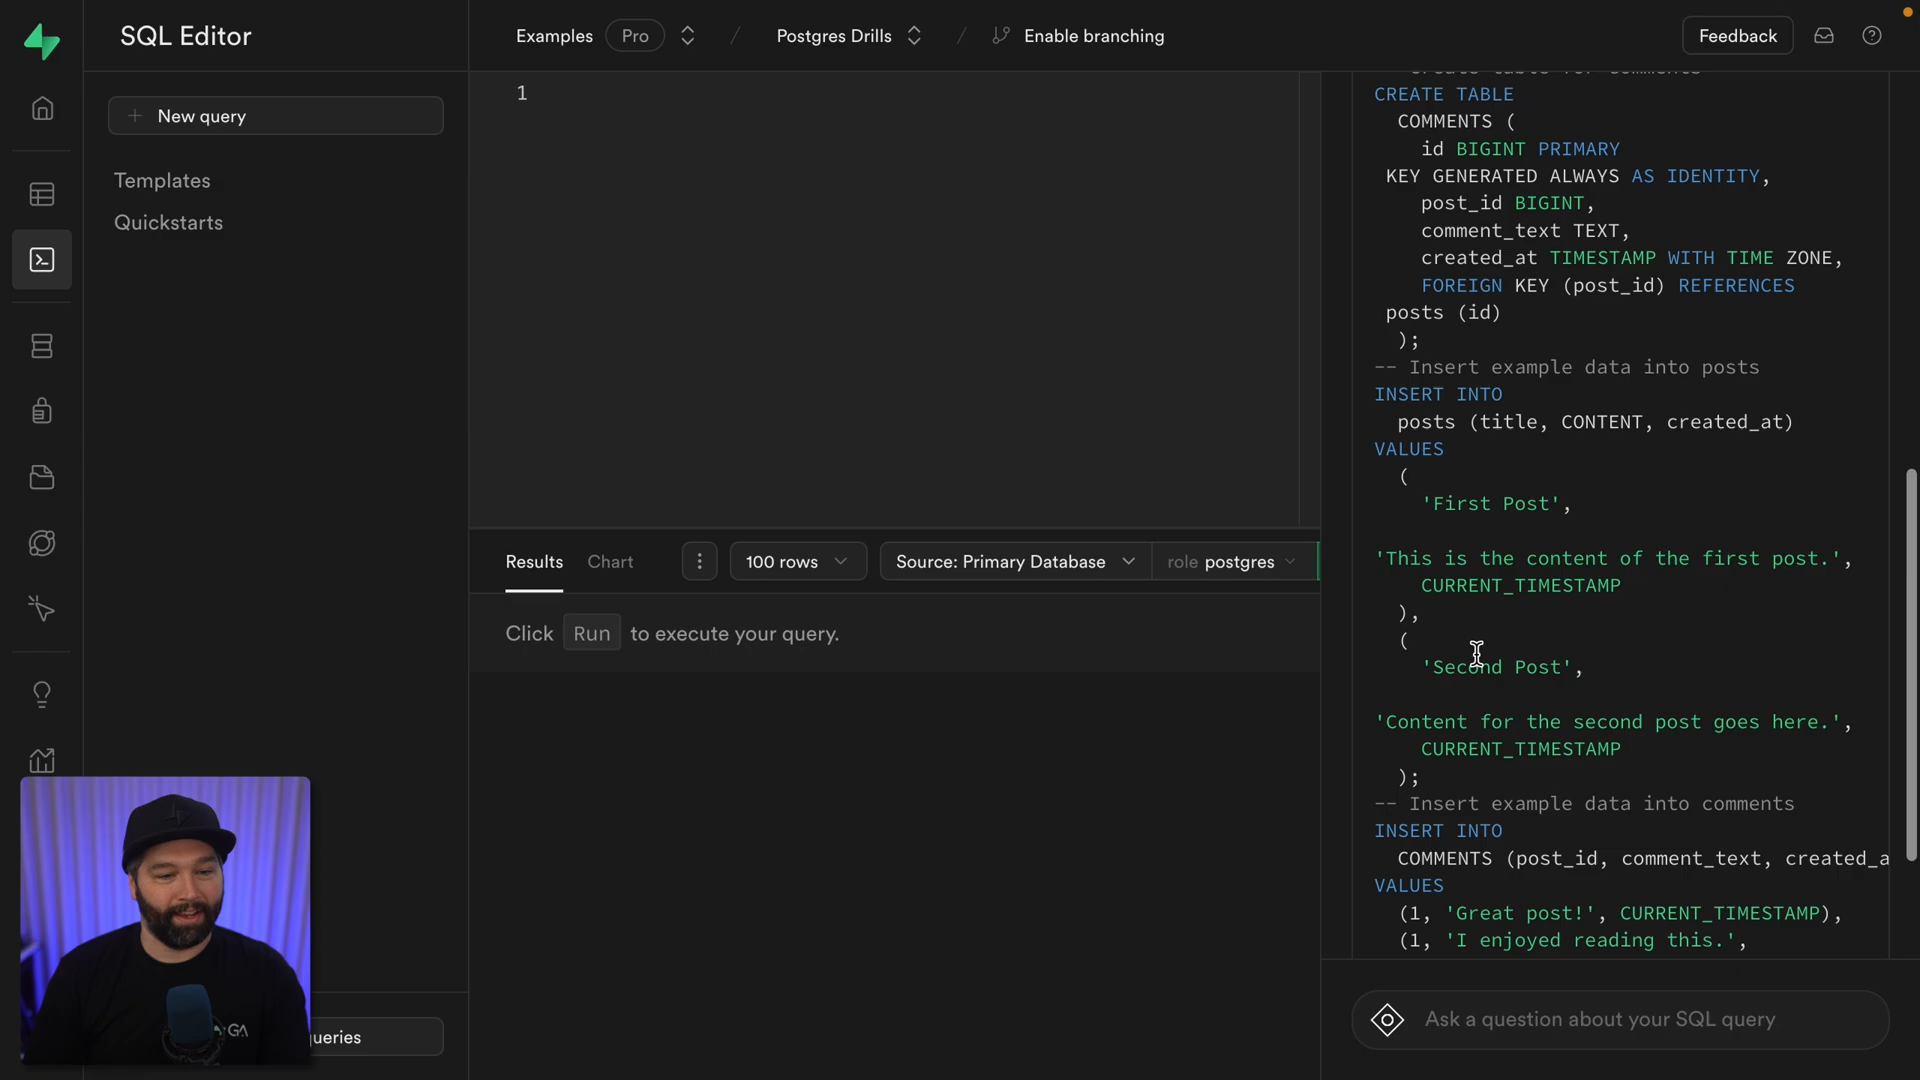 SQL Editor
Examples Pro / Postgres Drills / Enable branching
Feedback
New query
Templates
Quickstarts
ueries
1
Results Chart 100 rows Source: Primary Database role postgres
Click Run to execute your query.
CREATE TABLE
COMMENTS (
id BIGINT PRIMARY
KEY GENERATED ALWAYS AS IDENTITY,
post_id BIGINT,
comment_text TEXT,
created_at TIMESTAMP WITH TIME ZONE,
FOREIGN KEY (post_id) REFERENCES
posts (id)
);
-- Insert example data into posts
INSERT INTO
posts (title, CONTENT, created_at)
VALUES
(
'First Post',
'This is the content of the first post.',
CURRENT_TIMESTAMP
),
(
'Second Post',
'Content for the second post goes here.',
CURRENT_TIMESTAMP
);
-- Insert example data into comments
INSERT INTO
COMMENTS (post_id, comment_text, created_a
VALUES
(1, 'Great post!', CURRENT_TIMESTAMP),
(1, 'I enjoyed reading this.',
Ask a question about your SQL query
GA